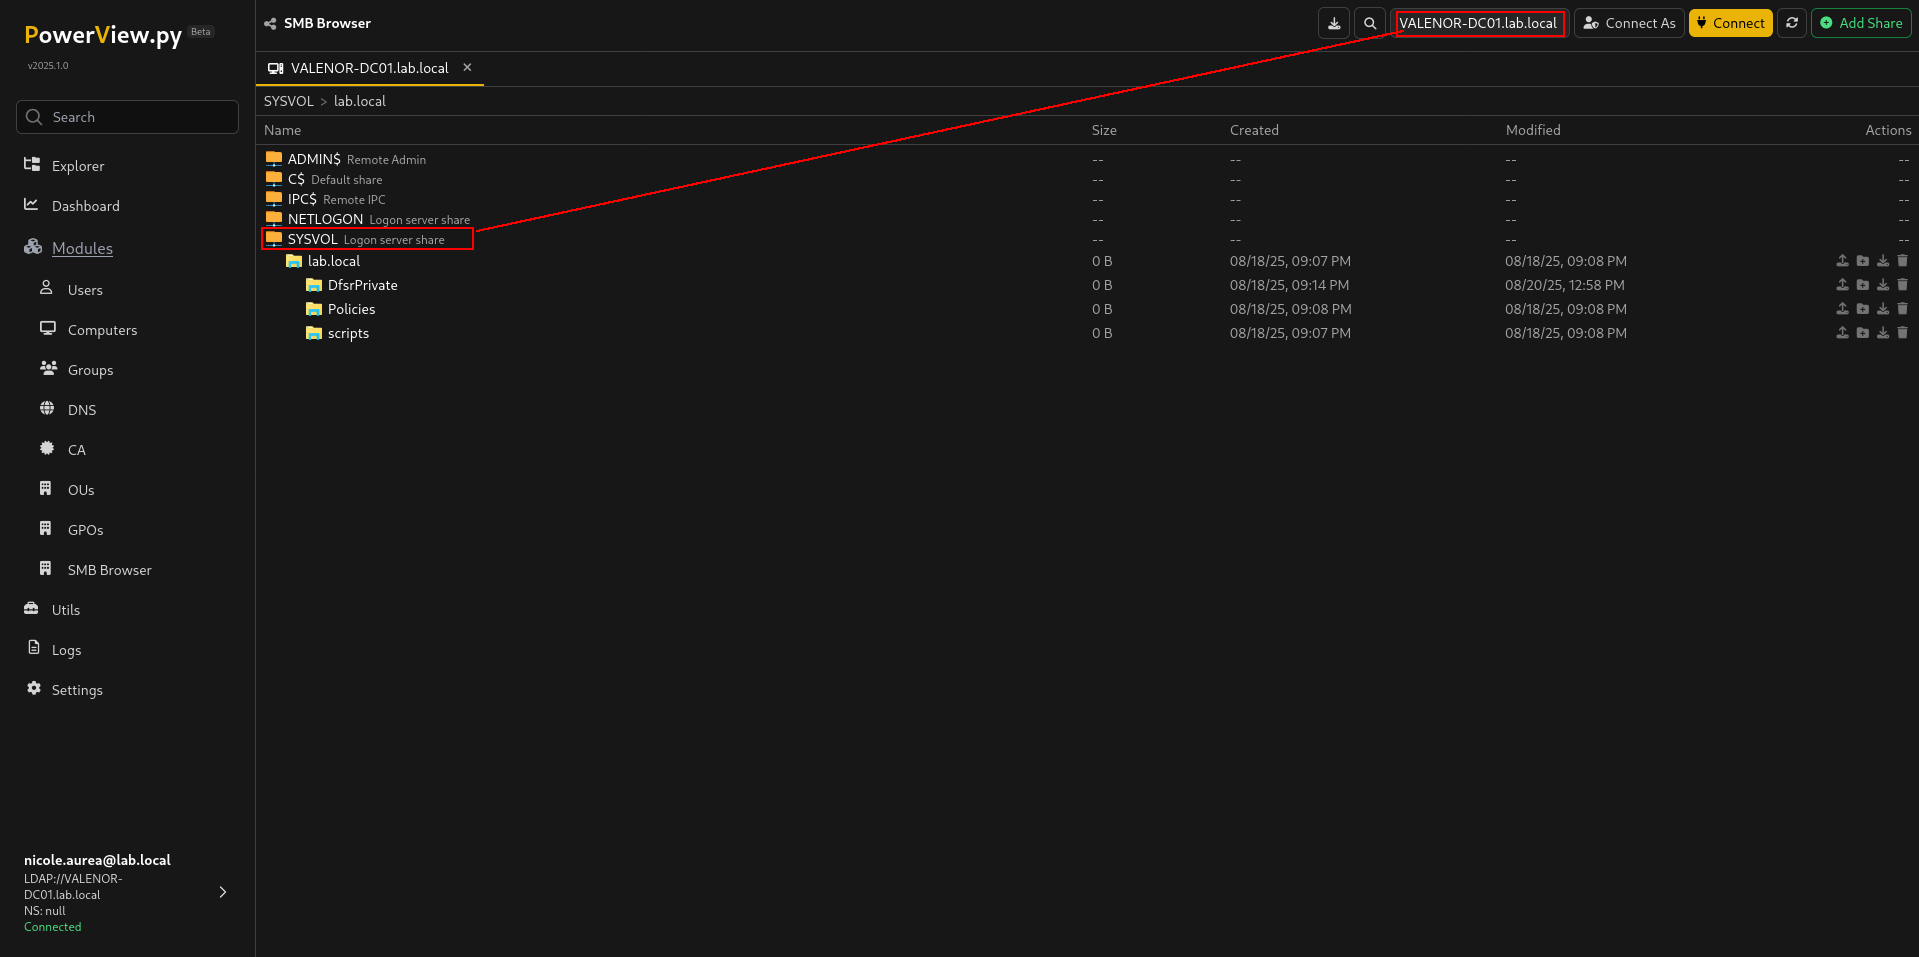 PowerView.py Beta
v2025.1.0
Search
Explorer
Dashboard
Modules
Users
Computers
Groups
DNS
CA
OUs
GPOs
SMB Browser
Utils
Logs
Settings
nicole.aurea@lab.local
LDAP://VALENOR-
DC01.lab.local
NS: null
Connected
SMB Browser
VALENOR-DC01.lab.local
Connect As
Connect
Add Share
VALENOR-DC01.lab.local ×
SYSVOL > lab.local
Name Size Created Modified Actions
ADMIN$ Remote Admin -- -- -- --
C$ Default share -- -- -- --
IPC$ Remote IPC -- -- -- --
NETLOGON Logon server share -- -- -- --
SYSVOL Logon server share -- -- -- --
lab.local 0 B 08/18/25, 09:07 PM 08/18/25, 09:08 PM
DfsrPrivate 0 B 08/18/25, 09:14 PM 08/20/25, 12:58 PM
Policies 0 B 08/18/25, 09:08 PM 08/18/25, 09:08 PM
scripts 0 B 08/18/25, 09:07 PM 08/18/25, 09:08 PM